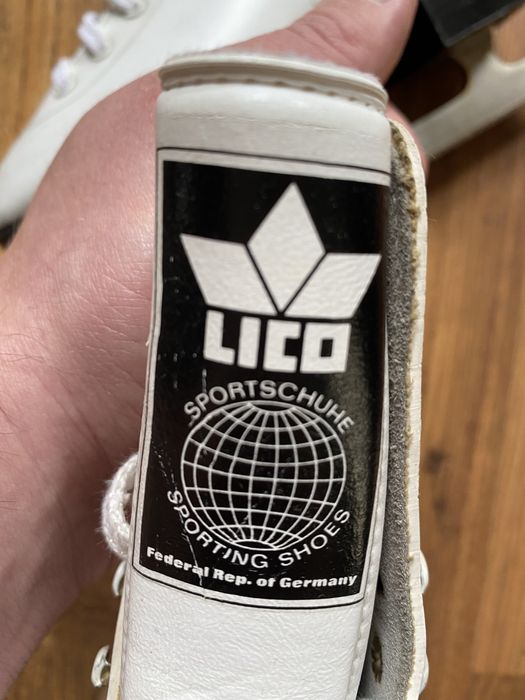 LICO
SPORTSCHUHE
SPORTING SHOES
Federal Rep. of Germany